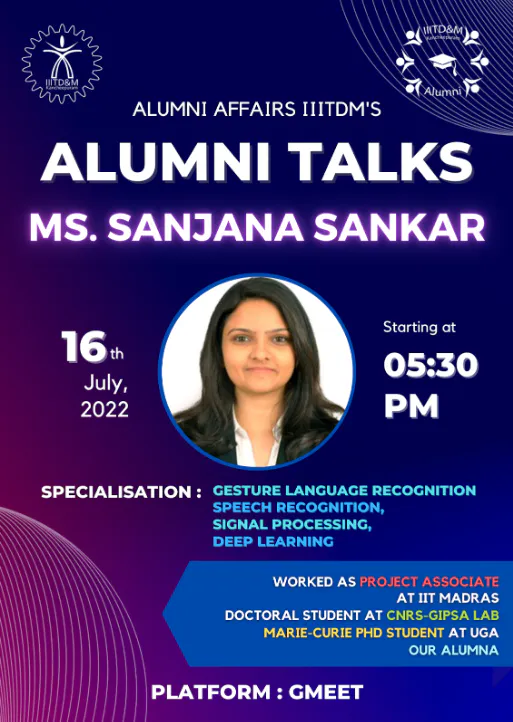 IIITD&M
Kancheepuram
IIITD&M
Kancheepuram
Alumni
ALUMNI AFFAIRS IIITDM'S
ALUMNI TALKS
MS. SANJANA SANKAR
16 th
July,
2022
Starting at
05:30
PM
SPECIALISATION : GESTURE LANGUAGE RECOGNITION
SPEECH RECOGNITION,
SIGNAL PROCESSING,
DEEP LEARNING
WORKED AS PROJECT ASSOCIATE
AT IIT MADRAS
DOCTORAL STUDENT AT CNRS-GIPSA LAB
MARIE-CURIE PHD STUDENT AT UGA
OUR ALUMNA
PLATFORM : GMEET